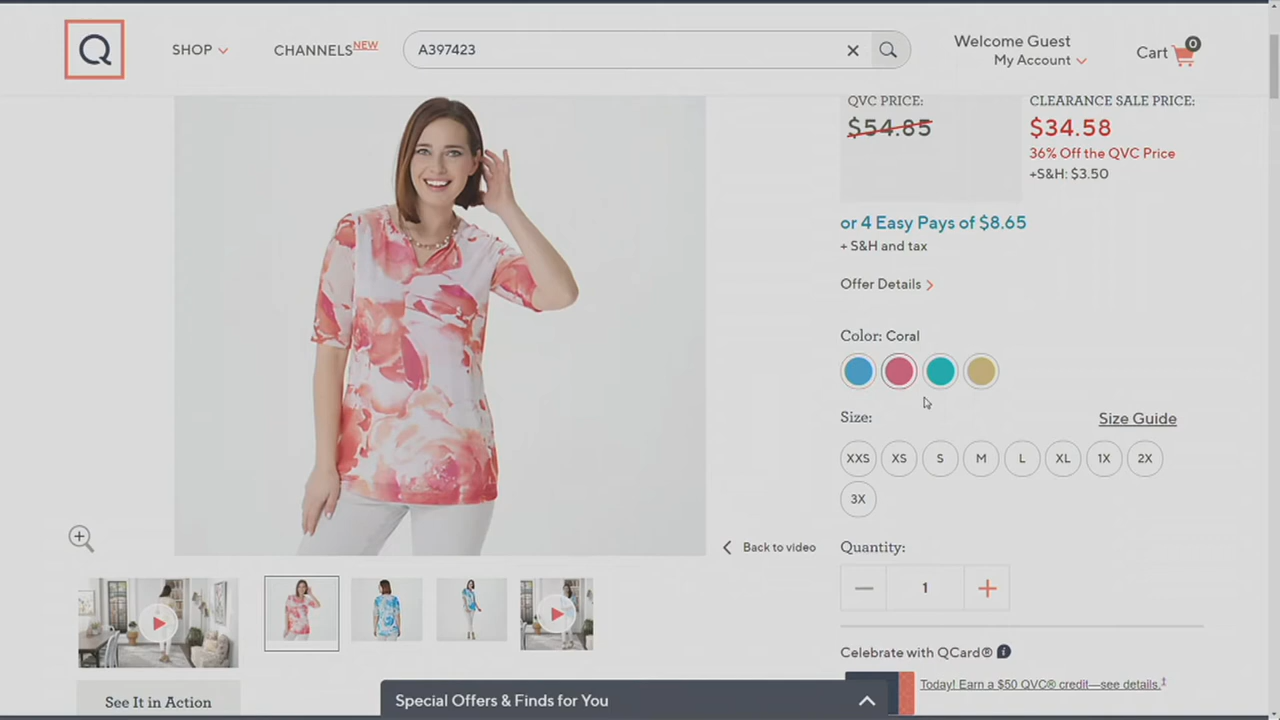 Q
SHOP
CHANNELS NEW
A397423
Welcome Guest
My Account
Cart 0
QVC PRICE:
$54.85
CLEARANCE SALE PRICE:
$34.58
36% Off the QVC Price
+S&H: $3.50
or 4 Easy Pays of $8.65
+ S&H and tax
Offer Details
Color: Coral
Size:
Size Guide
XXS XS S M L XL 1X 2X
3X
Back to video
Quantity:
1
Celebrate with QCard®
Today! Earn a $50 QVC® credit—see details.‡
See It in Action
Special Offers & Finds for You